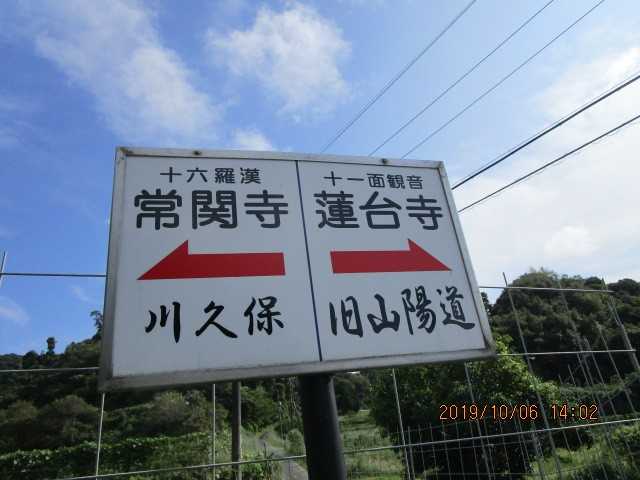 十六羅漢
常関寺
川久保
十一面観音
蓮台寺
旧山陽道
2019/10/06 14:02